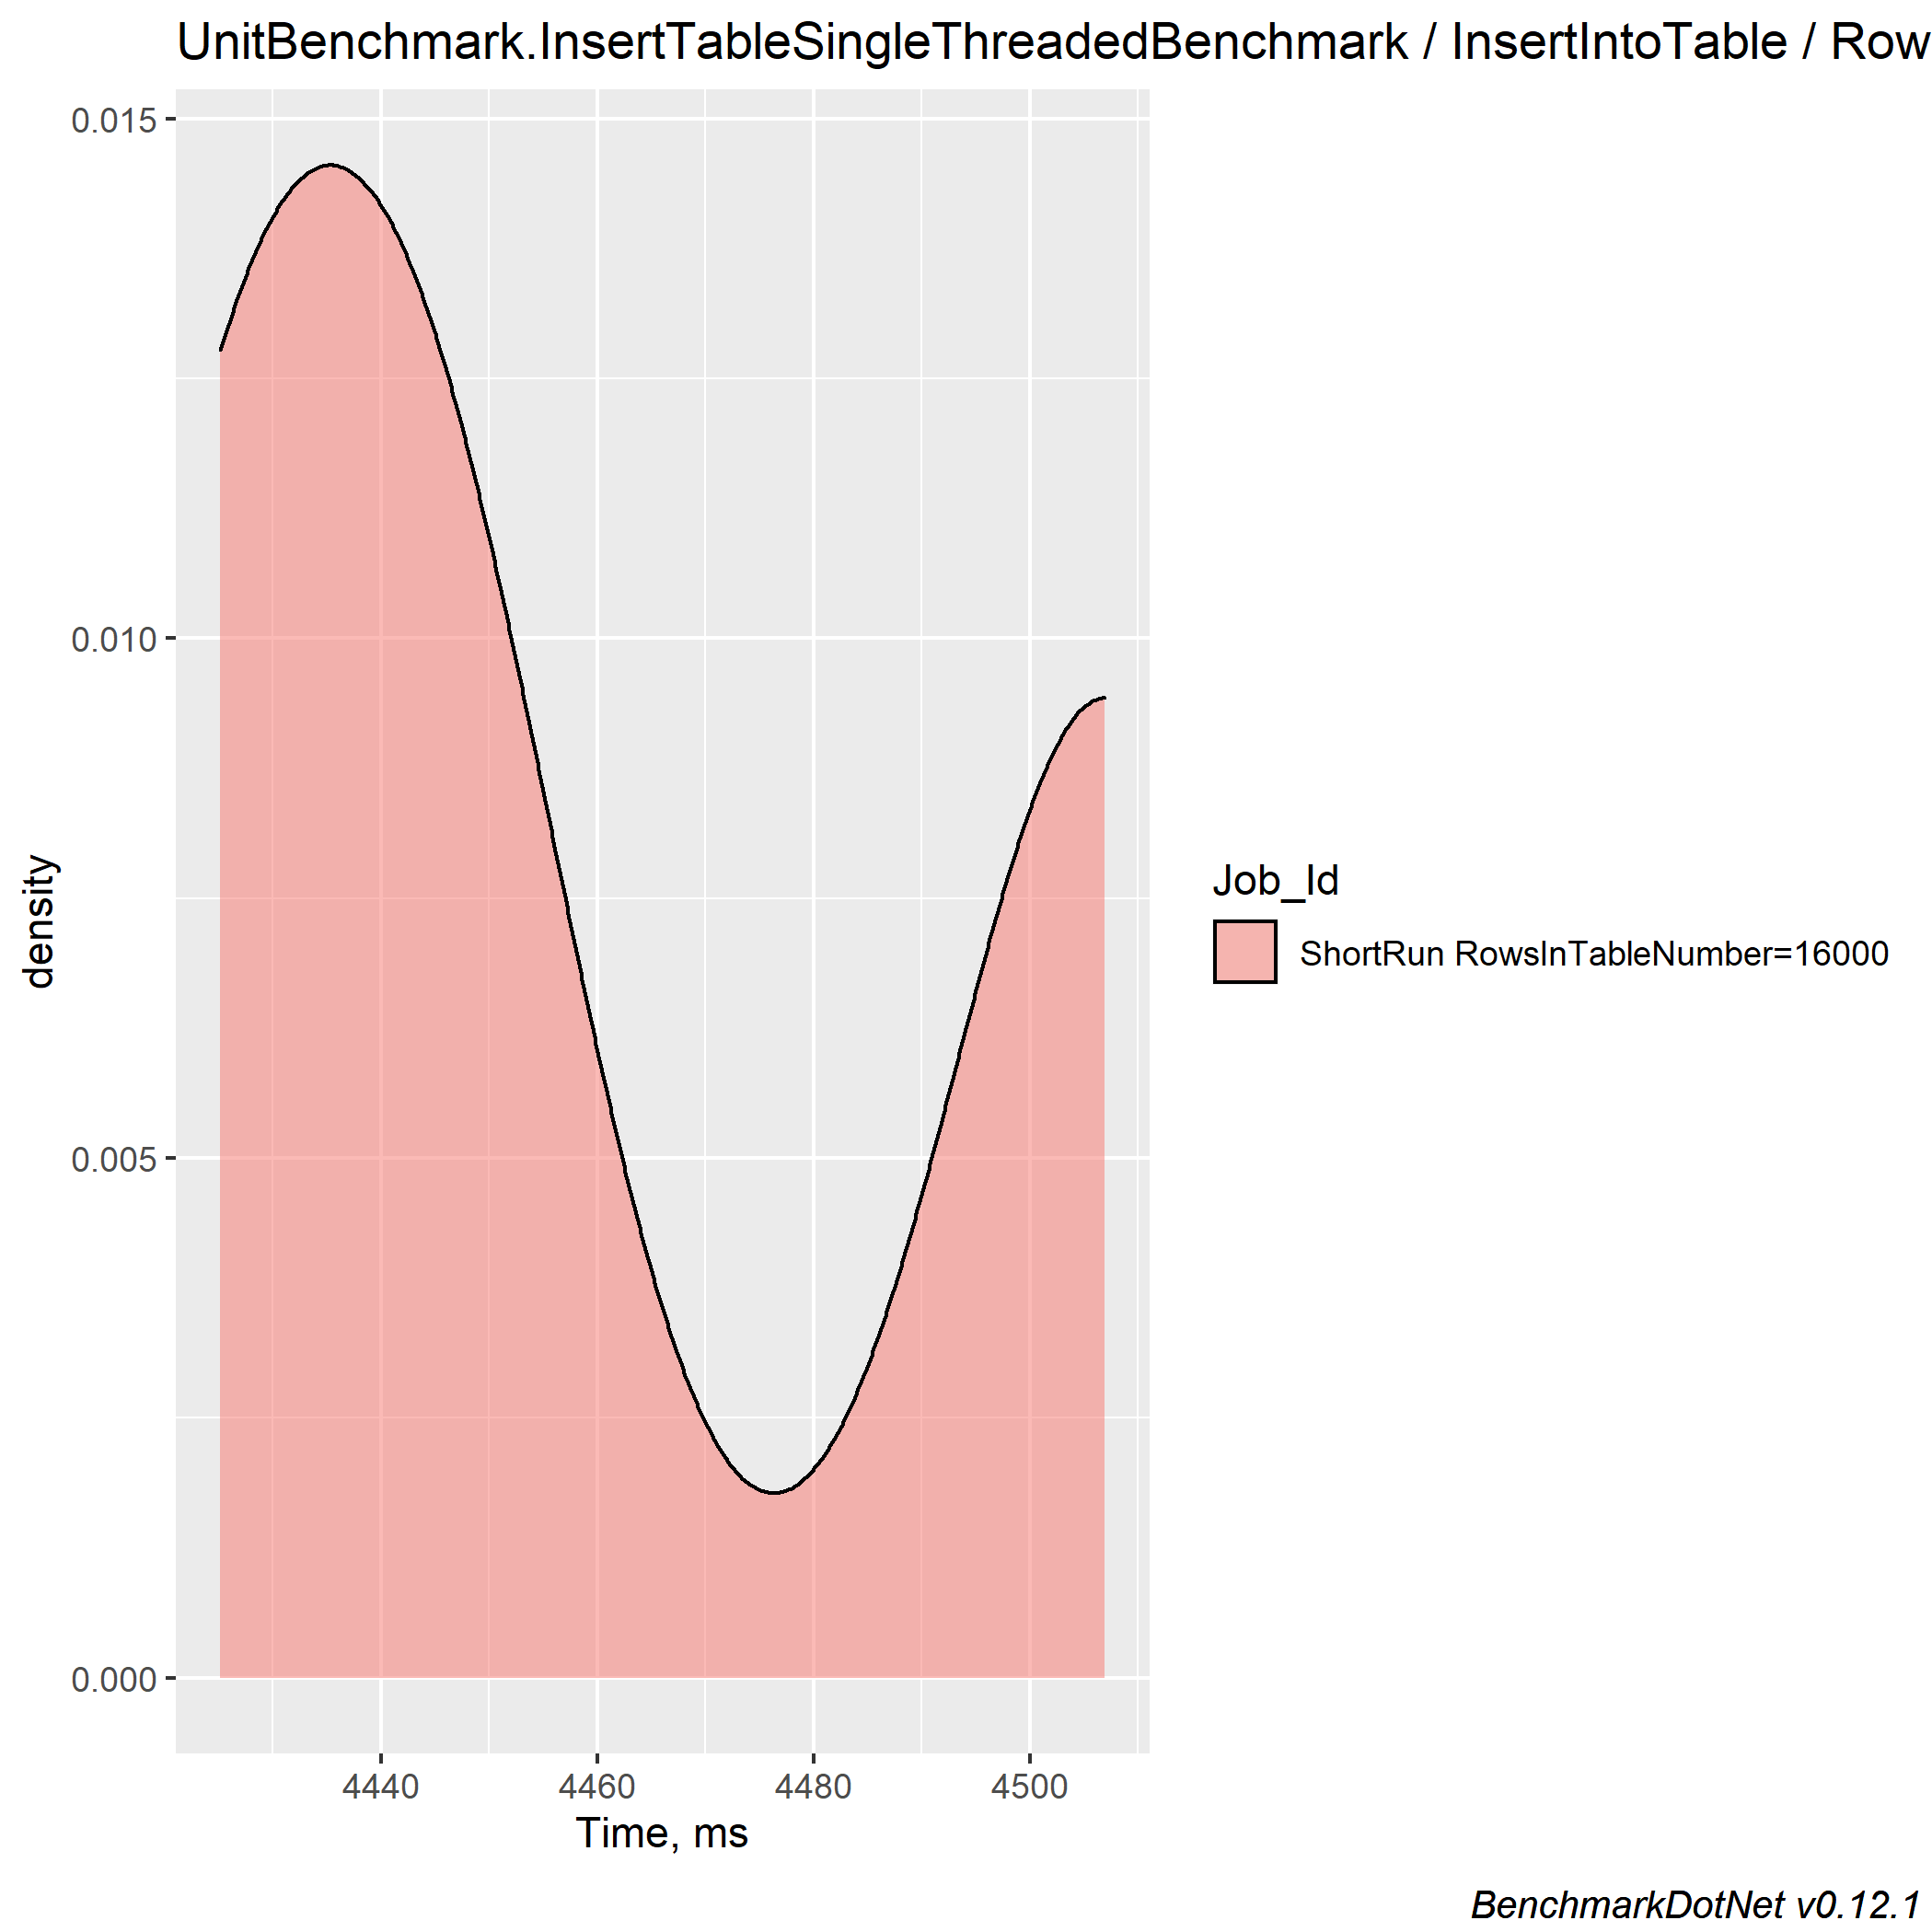 UnitBenchmark.InsertTableSingleThreadedBenchmark / InsertIntoTable / Row
0.015
0.010
0.005
0.000
density
4440 4460 4480 4500
Time, ms
Job_Id
ShortRun RowsInTableNumber=16000
BenchmarkDotNet v0.12.1